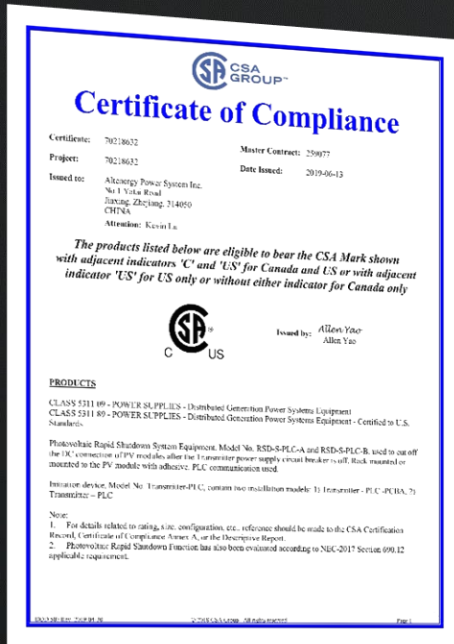 CSA
GROUP™
Certificate of Compliance
Certificate: 70218632
Master Contract: 259077
Project: 70218632
Date Issued: 2019-06-13
Issued to: Altenergy Power System Inc.
No 1 Yatai Road
Jiaxing, Zhejiang, 314050
CHINA
Attention: Kevin Lu
The products listed below are eligible to bear the CSA Mark shown
with adjacent indicators 'C' and 'US' for Canada and US or with adjacent
indicator 'US' for US only or without either indicator for Canada only
C US
Issued by: Allen Yao
Allen Yao
PRODUCTS
CLASS 5311 09 - POWER SUPPLIES - Distributed Generation Power Systems Equipment
CLASS 5311 89 - POWER SUPPLIES - Distributed Generation Power Systems Equipment - Certified to U.S.
Standards
Photovoltaic Rapid Shutdown System Equipment, Model No. RSD-S-PLC-A and RSD-S-PLC-B, used to cut off
the DC connection of PV modules after the Transmitter power supply circuit breaker is off. Rack mounted or
mounted to the PV module with adhesive. PLC communication used.
Initiation device, Model No. Transmitter-PLC, contain two installation models: 1) Transmitter - PLC -PCBA, 2)
Transmitter – PLC
Note:
1. For details related to rating, size, configuration, etc., reference should be made to the CSA Certification
Record, Certificate of Compliance Annex A, or the Descriptive Report.
2. Photovoltaic Rapid Shutdown Function has also been evaluated according to NEC-2017 Section 690.12
applicable requirement.
© 2018 CSA Group. All rights reserved.
Page 1